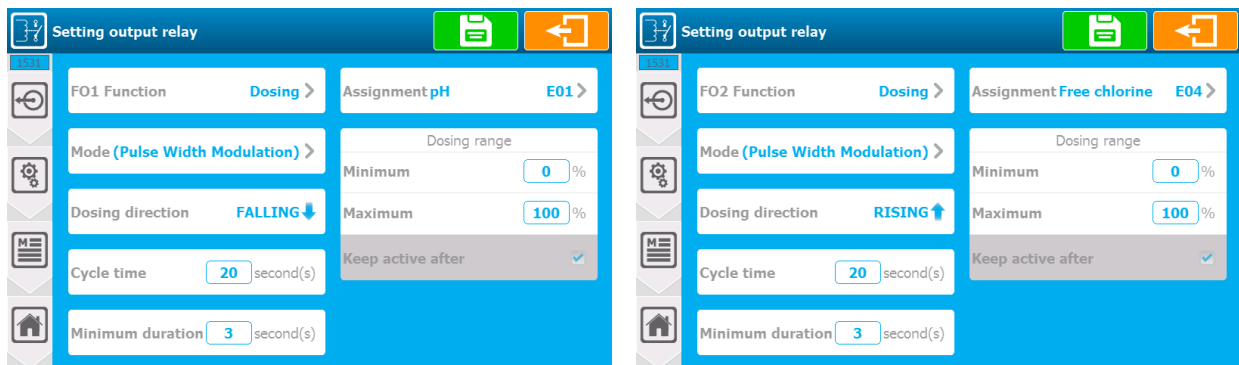 Setting output relay
1531
FO1 Function Dosing
Assignment pH E01
Mode (Pulse Width Modulation)
Dosing range
Minimum 0 %
Dosing direction FALLING
Maximum 100 %
Keep active after
Cycle time 20 second(s)
Minimum duration 3 second(s)
M
Setting output relay
1531
FO2 Function Dosing
Assignment Free chlorine E04
Mode (Pulse Width Modulation)
Dosing range
Minimum 0 %
Dosing direction RISING
Maximum 100 %
Keep active after
Cycle time 20 second(s)
Minimum duration 3 second(s)
M